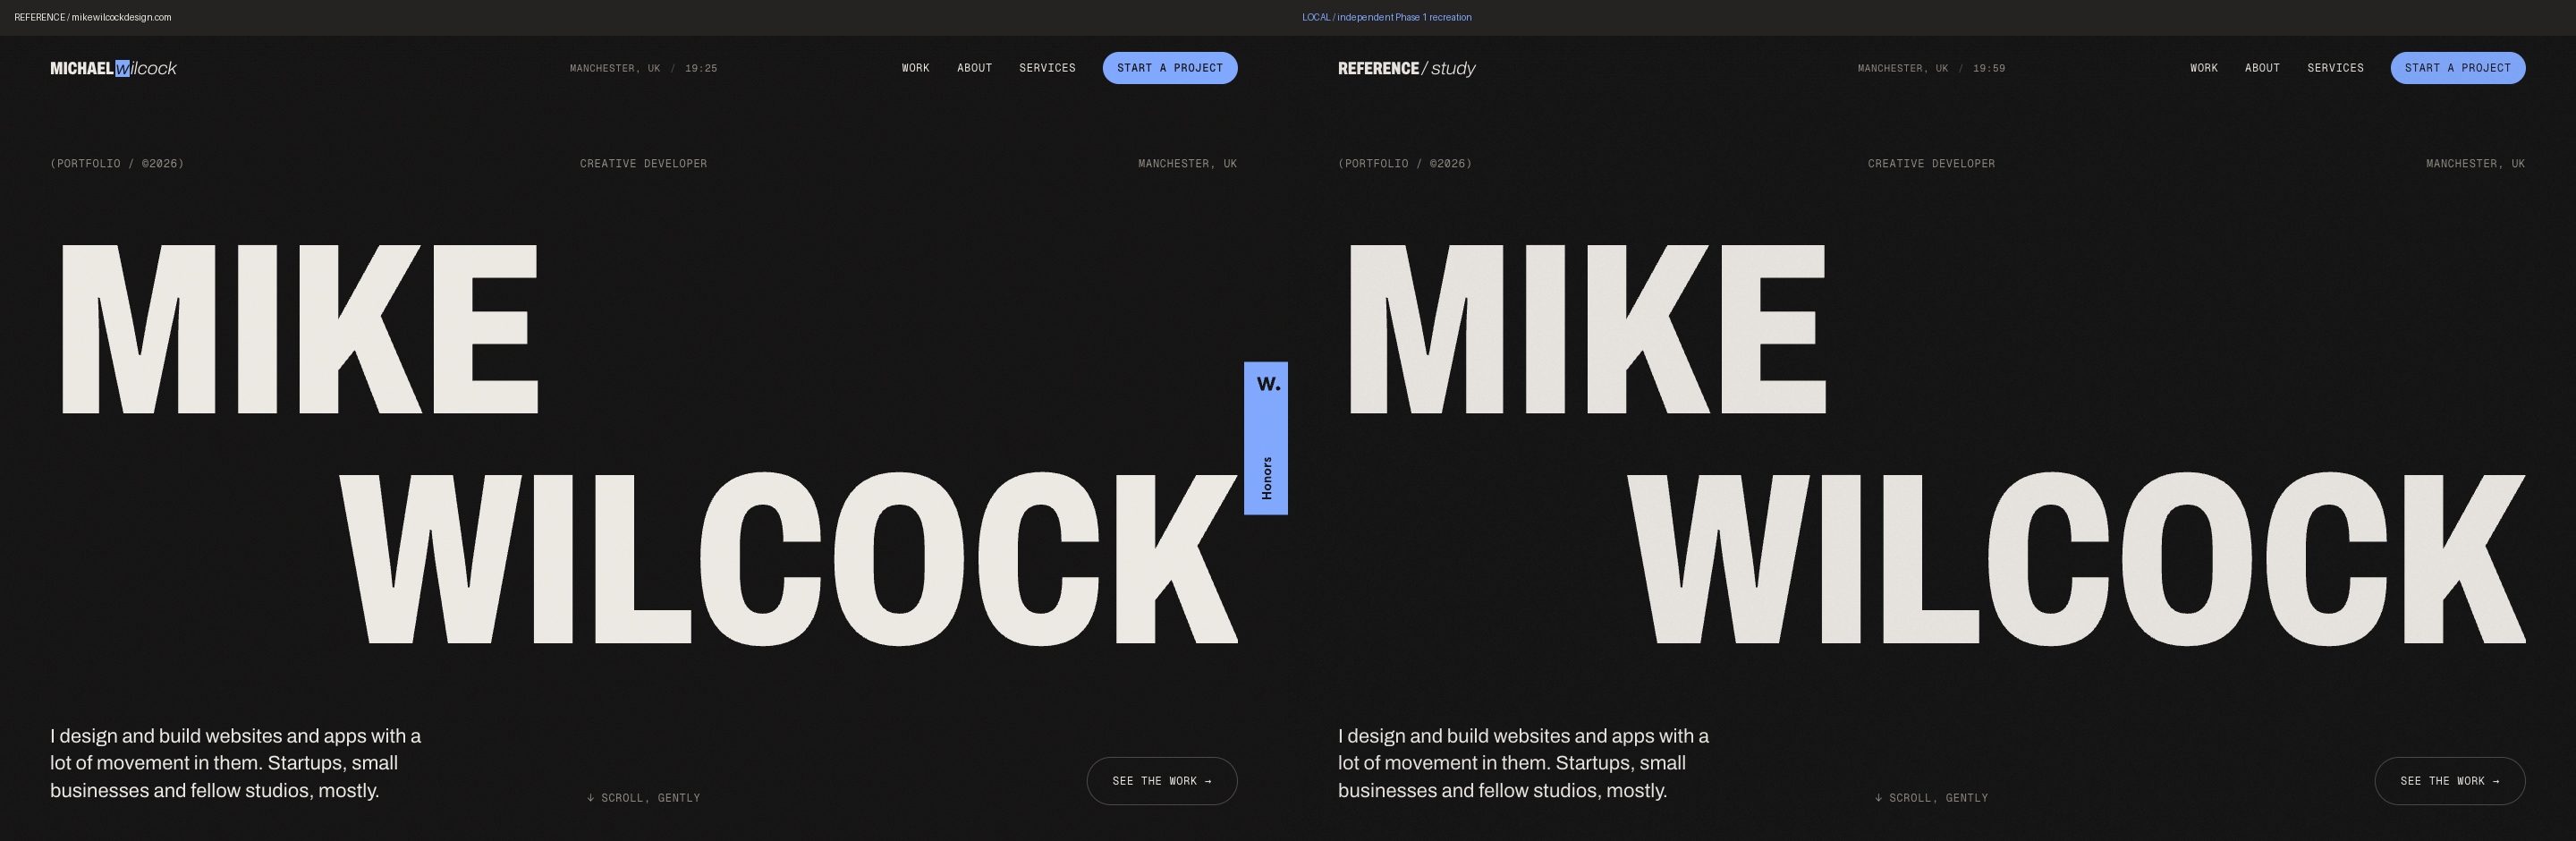 REFERENCE / mikewilcockdesign.com
MICHAELwilcock
MANCHESTER, UK / 19:25
WORK
ABOUT
SERVICES
START A PROJECT
(PORTFOLIO / ©2026)
CREATIVE DEVELOPER
MANCHESTER, UK
MIKE
WILCOCK
W.
Honors
I design and build websites and apps with a
lot of movement in them. Startups, small
businesses and fellow studios, mostly.
↓ SCROLL, GENTLY
SEE THE WORK →
LOCAL / independent Phase 1 recreation
REFERENCE / study
MANCHESTER, UK / 19:59
WORK
ABOUT
SERVICES
START A PROJECT
(PORTFOLIO / ©2026)
CREATIVE DEVELOPER
MANCHESTER, UK
MIKE
WILCOCK
I design and build websites and apps with a
lot of movement in them. Startups, small
businesses and fellow studios, mostly.
↓ SCROLL, GENTLY
SEE THE WORK →